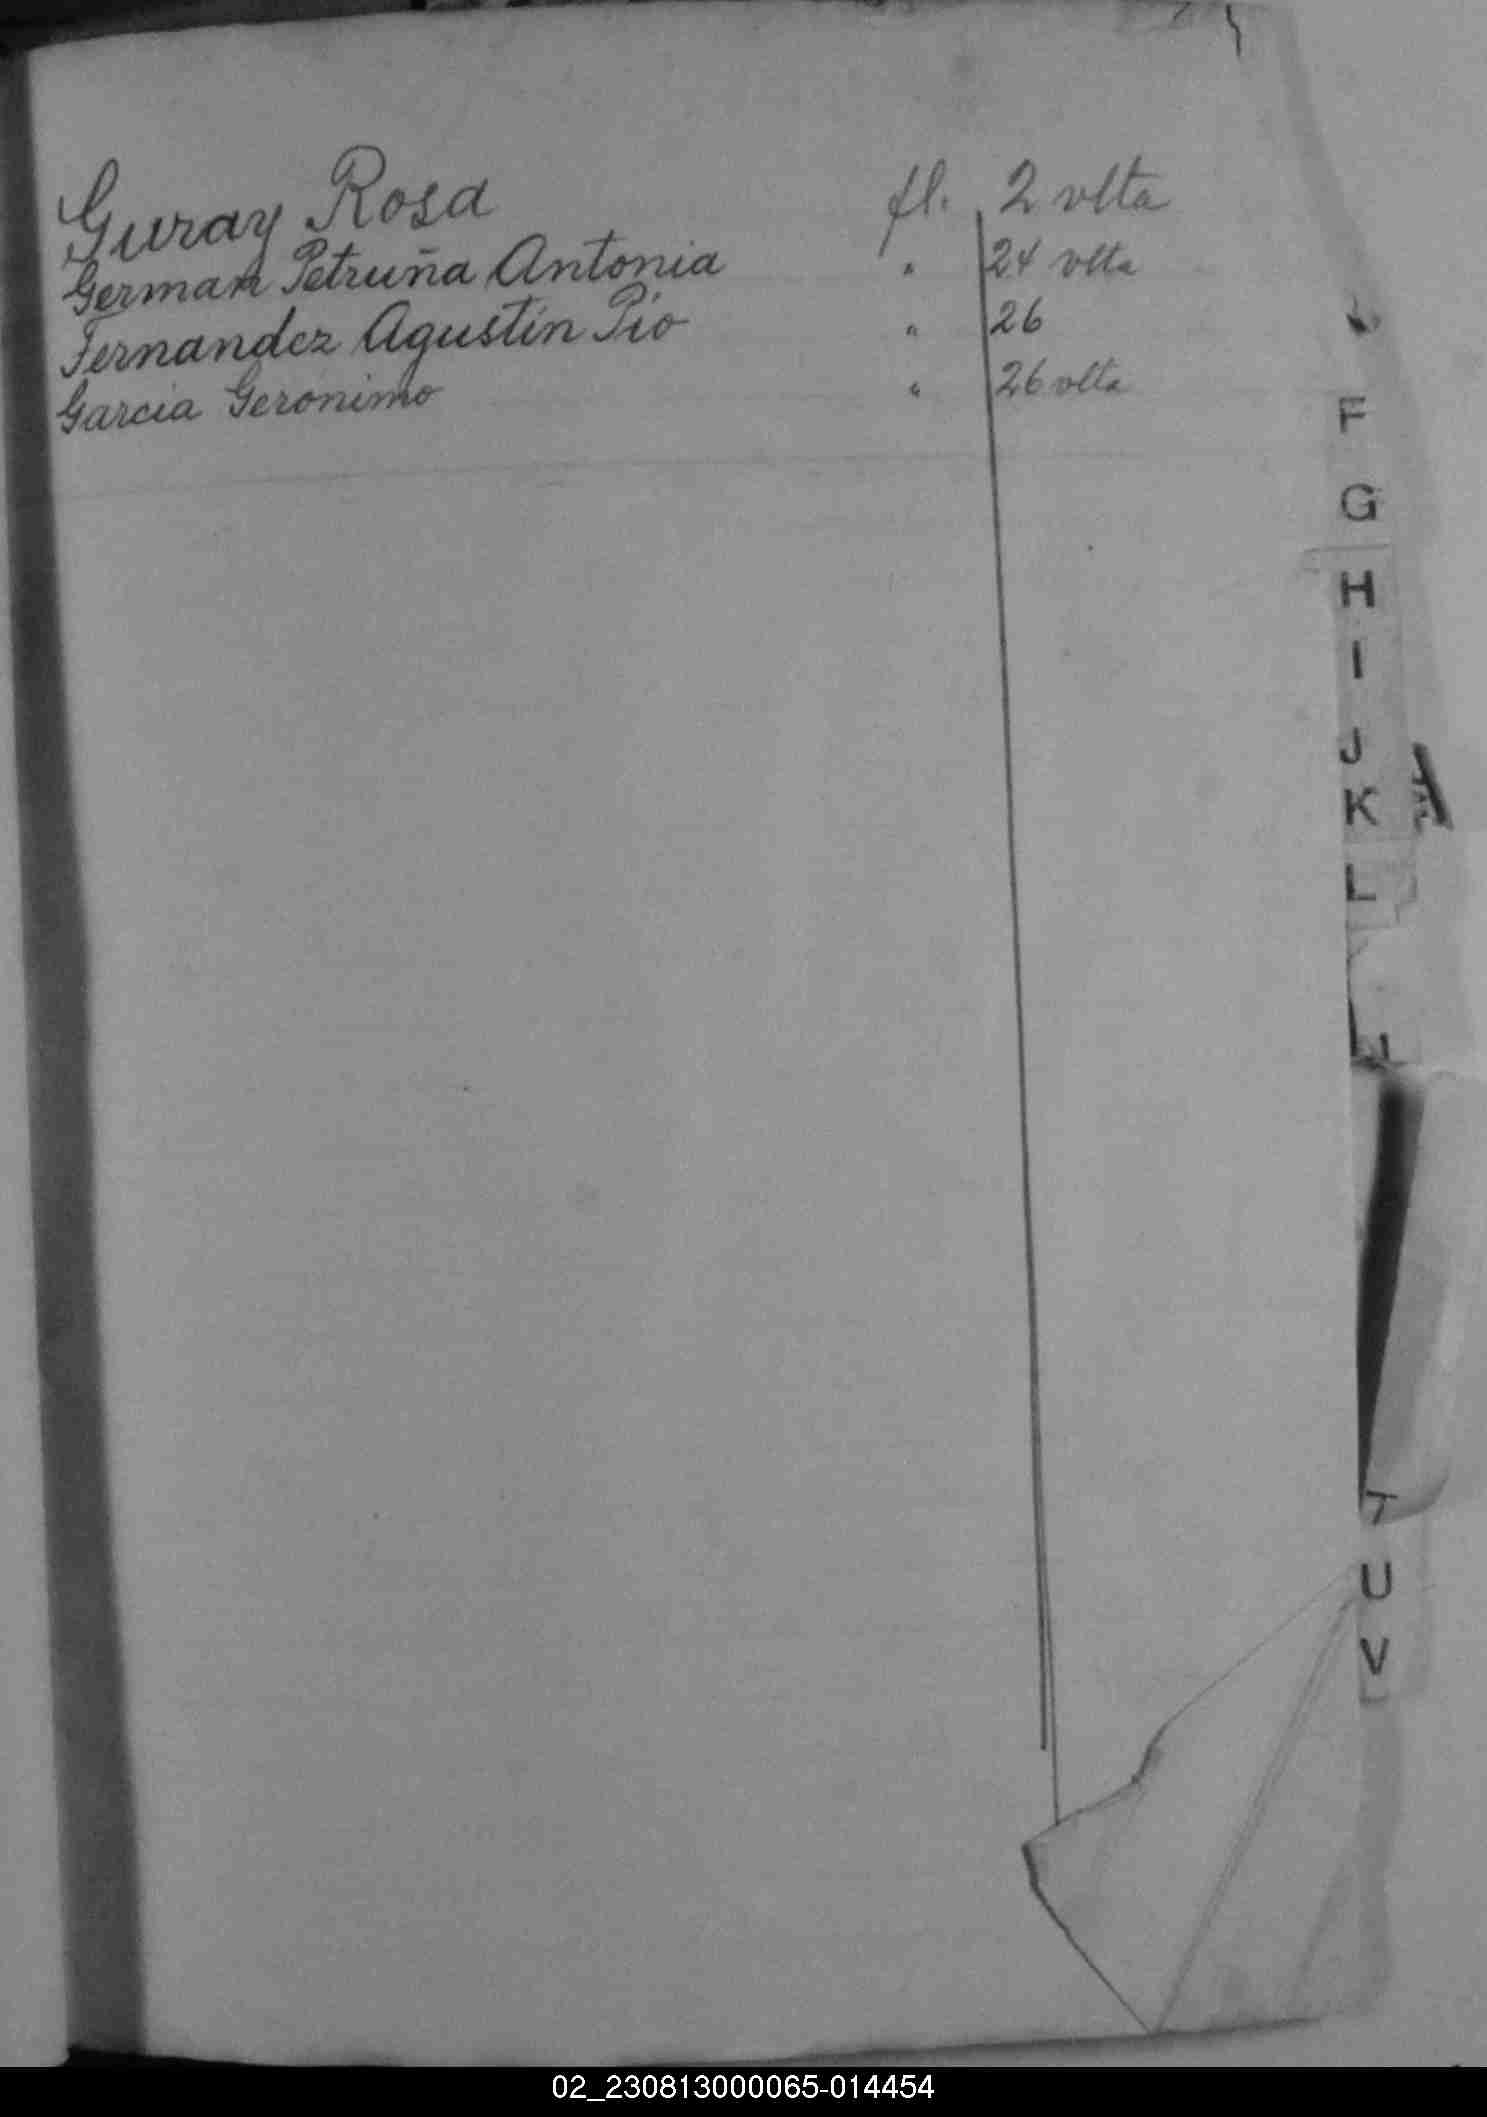 Guray Rosa fl. 2 vlta
German Petruña Antonia " 24 vlta
Fernandez Agustin Pio " 26
Garcia Geronimo " 26 vlta
F
G
H
I
J
K
L
T
U
V
02_230813000065-014454